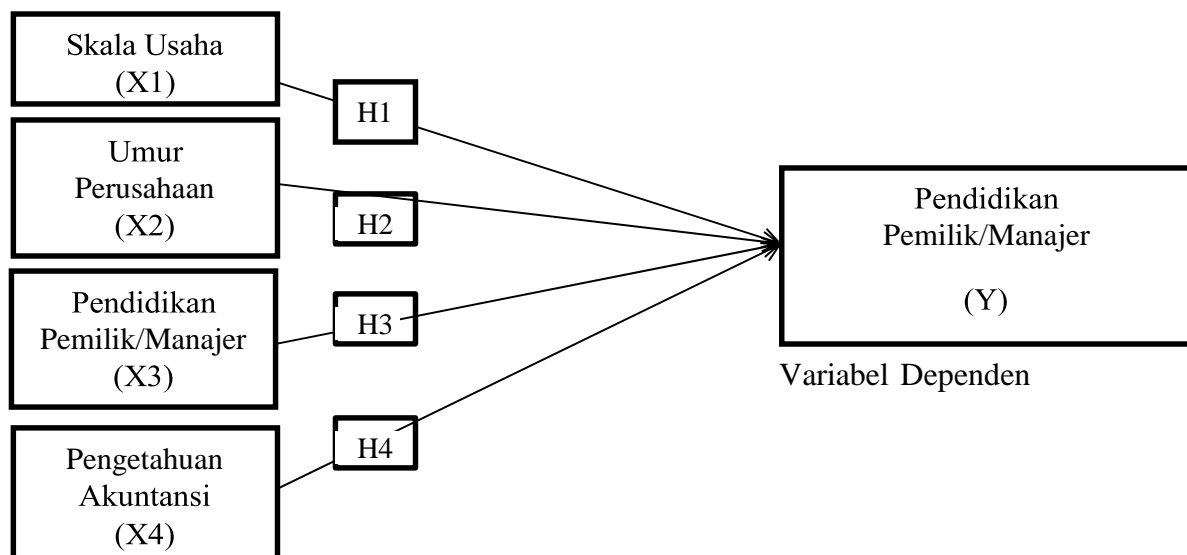 Skala Usaha
(X1)
H1
Umur
Perusahaan
(X2)
H2
Pendidikan
Pemilik/Manajer
(X3)
H3
Pengetahuan
Akuntansi
(X4)
H4
Pendidikan
Pemilik/Manajer
(Y)
Variabel Dependen